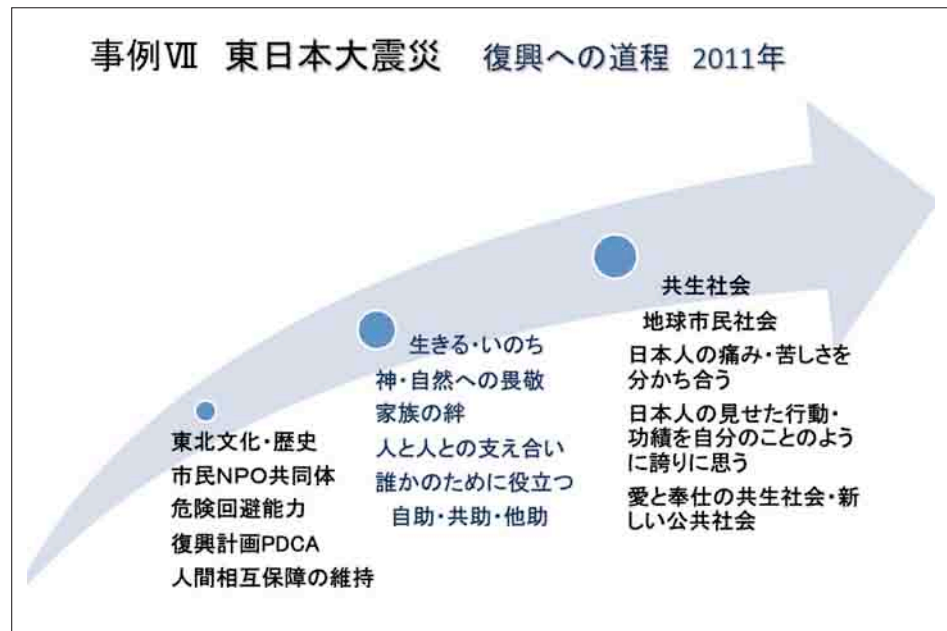 事例Ⅶ 東日本大震災 復興への道程 2011年
東北文化・歴史
市民NPO共同体
危険回避能力
復興計画PDCA
人間相互保障の維持
生きる・いのち
神・自然への畏敬
家族の絆
人と人との支え合い
誰かのために役立つ
自助・共助・他助
共生社会
地球市民社会
日本人の痛み・苦しさを
分かち合う
日本人の見せた行動・
功績を自分のことのよう
に誇りに思う
愛と奉仕の共生社会・新
しい公共社会